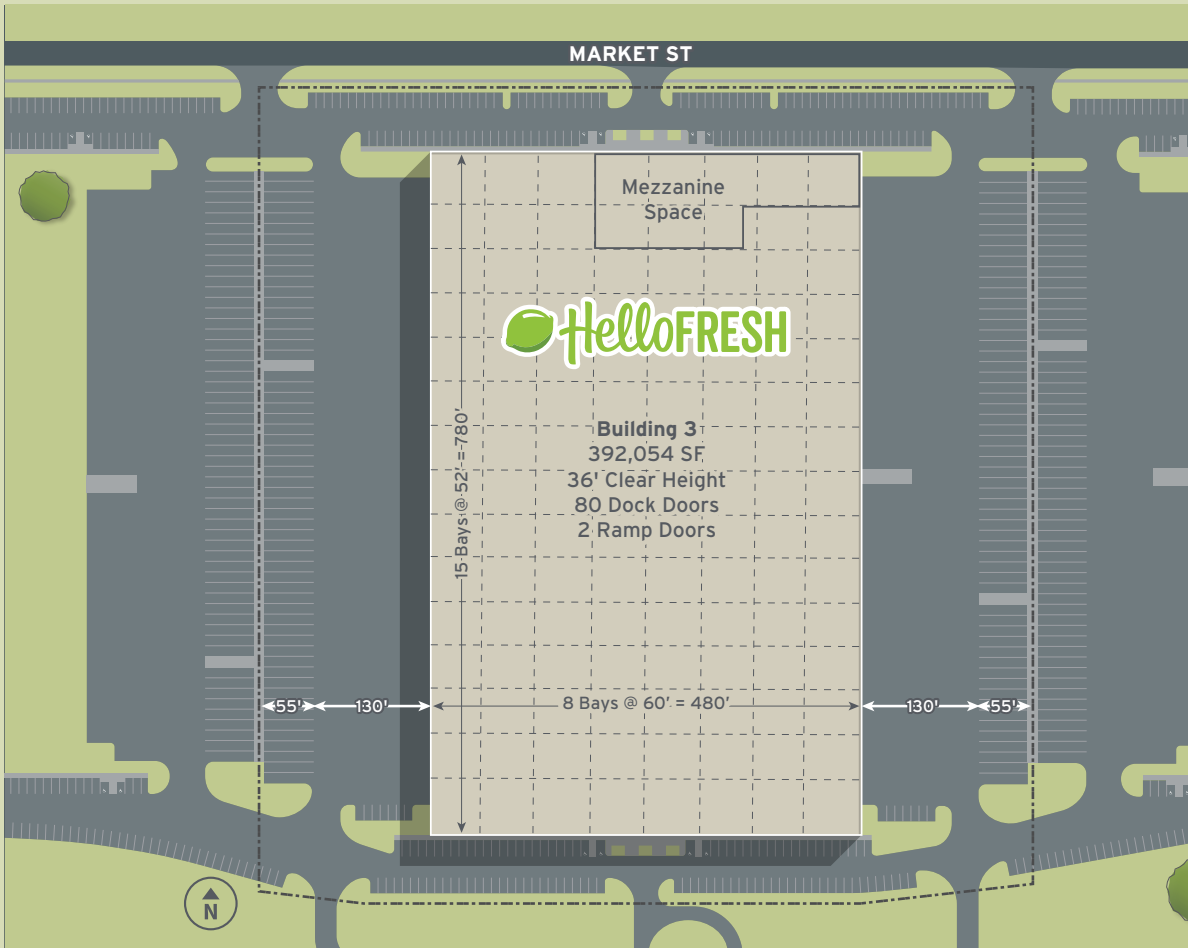 MARKET ST
Mezzanine
Space
HelloFRESH
Building 3
392,054 SF
36' Clear Height
80 Dock Doors
2 Ramp Doors
15 Bays @ 52' = 780'
55'
130'
8 Bays @ 60' = 480'
130'
55'
N